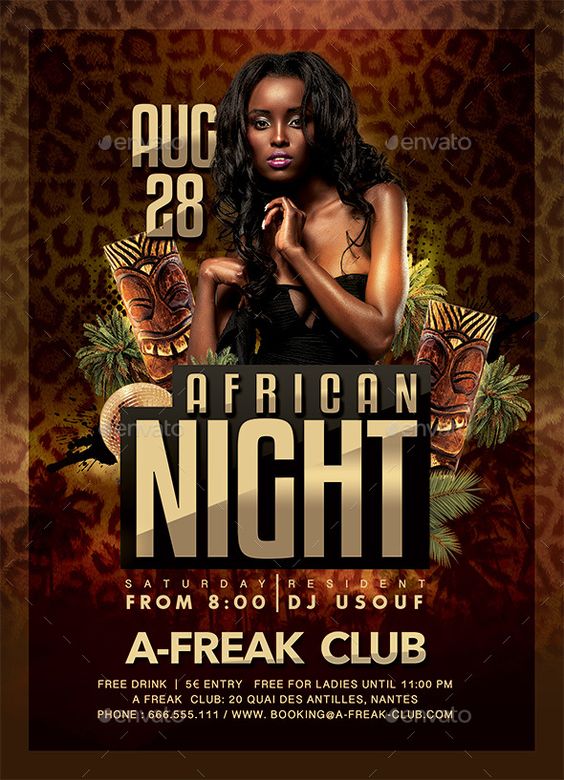 AUG
28
AFRICAN
NIGHT
SATURDAY | RESIDENT
FROM 8:00 | DJ USOUF
A-FREAK CLUB
FREE DRINK | 5€ ENTRY FREE FOR LADIES UNTIL 11:00 PM
A FREAK CLUB: 20 QUAI DES ANTILLES, NANTES
PHONE : 666.555.111 / WWW. BOOKING@A-FREAK-CLUB.COM
envato
envato
envato
envato
envato
envato